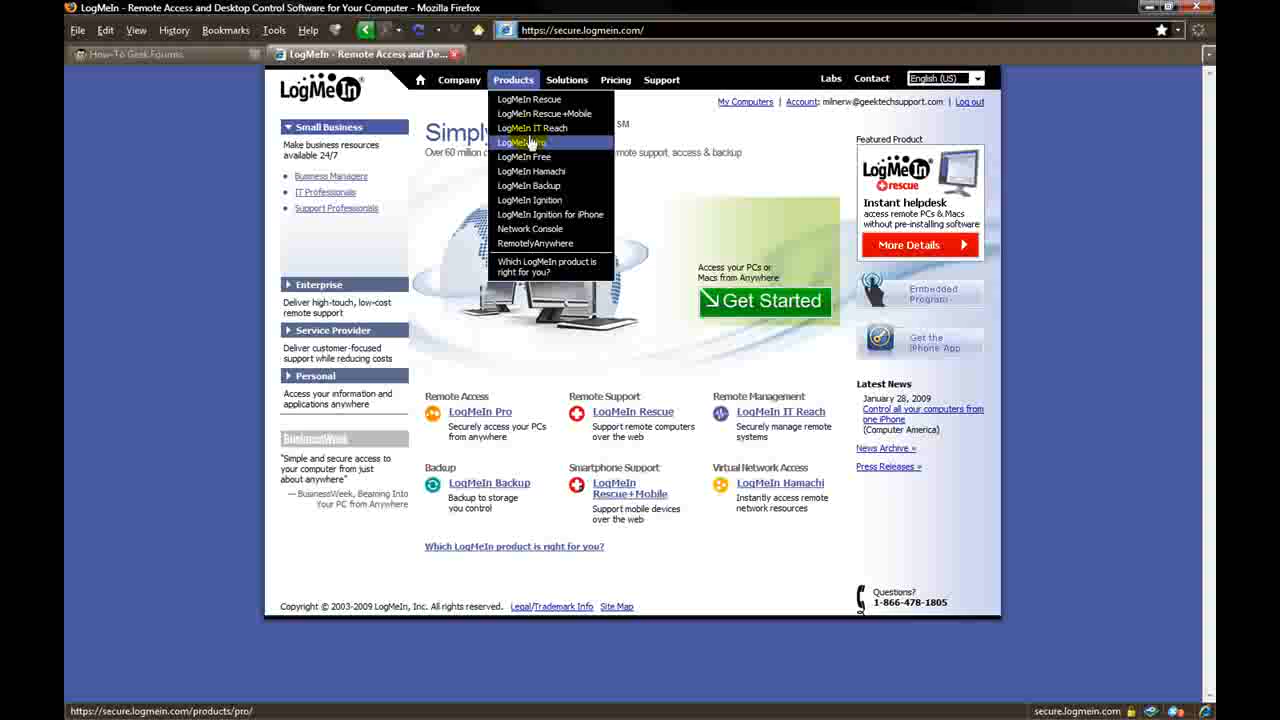 LogMeIn - Remote Access and Desktop Control Software for Your Computer - Mozilla Firefox
File Edit View History Bookmarks Tools Help
https://secure.logmein.com/
How-To Geek Forums
LogMeIn - Remote Access and De...
LogMeIn
Company Products Solutions Pricing Support Labs Contact English (US)
My Computers | Account: milnerw@geektechsupport.com | Log out
LogMeIn Rescue
LogMeIn Rescue+Mobile
LogMeIn IT Reach
LogMeIn Pro
LogMeIn Free
LogMeIn Hamachi
LogMeIn Backup
LogMeIn Ignition
LogMeIn Ignition for iPhone
Network Console
RemotelyAnywhere
Which LogMeIn product is
right for you?
Small Business
Make business resources
available 24/7
Business Managers
IT Professionals
Support Professionals
Enterprise
Deliver high-touch, low-cost
remote support
Service Provider
Deliver customer-focused
support while reducing costs
Personal
Access your information and
applications anywhere
BusinessWeek
"Simple and secure access to
your computer from just
about anywhere"
— BusinessWeek, Beaming Into
Your PC from Anywhere
Simply SM
Over 60 million mote support, access & backup
Access your PCs or
Macs from Anywhere
Get Started
Remote Access
LogMeIn Pro
Securely access your PCs
from anywhere
Remote Support
LogMeIn Rescue
Support remote computers
over the web
Remote Management
LogMeIn IT Reach
Securely manage remote
systems
Backup
LogMeIn Backup
Backup to storage
you control
Smartphone Support
LogMeIn
Rescue+Mobile
Support mobile devices
over the web
Virtual Network Access
LogMeIn Hamachi
Instantly access remote
network resources
Which LogMeIn product is right for you?
Featured Product
LogMeIn
rescue
Instant helpdesk
access remote PCs & Macs
without pre-installing software
More Details
Embedded
Program
Get the
iPhone App
Latest News
January 28, 2009
Control all your computers from
one iPhone
(Computer America)
News Archive »
Press Releases »
Questions?
1-866-478-1805
Copyright © 2003-2009 LogMeIn, Inc. All rights reserved. Legal/Trademark Info Site Map
https://secure.logmein.com/products/pro/
secure.logmein.com